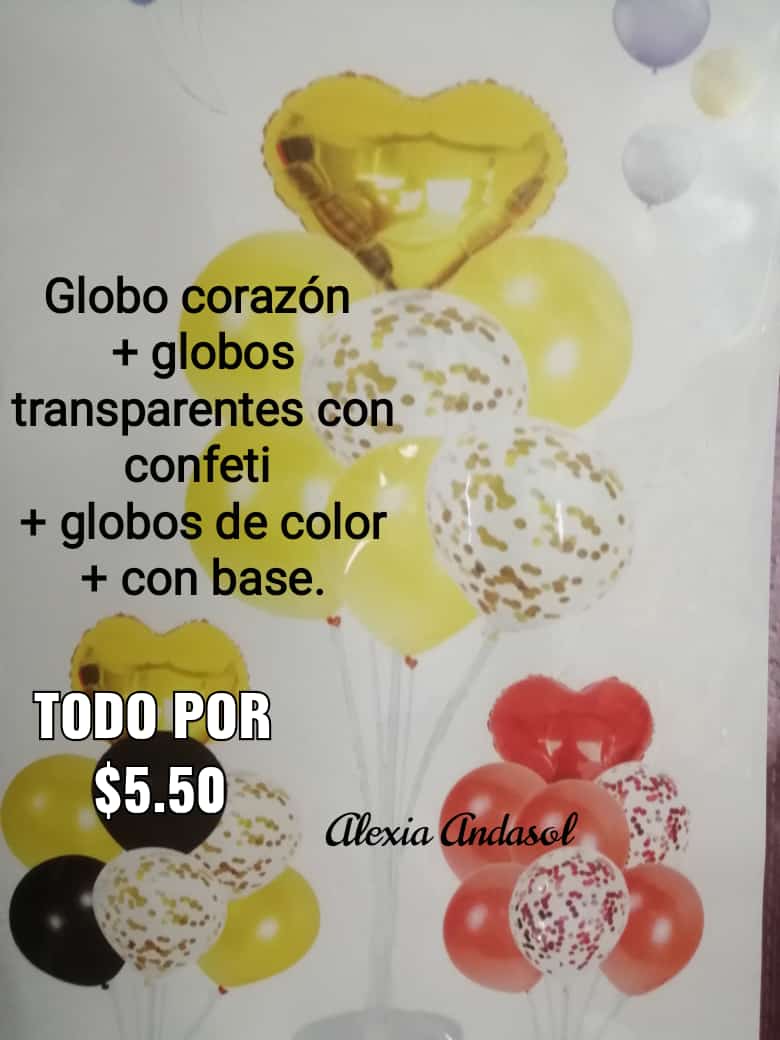 Globo corazón
+ globos
transparentes con
confeti
+ globos de color
+ con base.
TODO POR
$5.50
Alexia Andasol